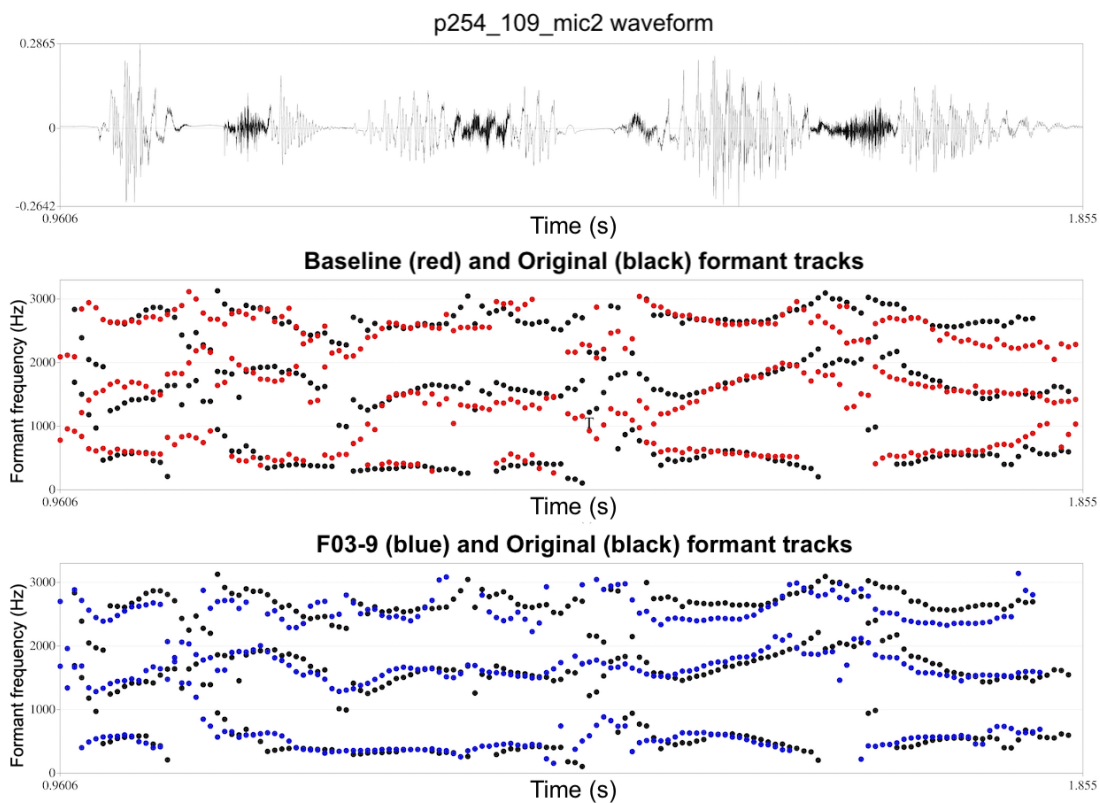 p254_109_mic2 waveform
0.2865
0
-0.2642
0.9606
Time (s)
1.855
Baseline (red) and Original (black) formant tracks
Formant frequency (Hz)
3000
2000
1000
0
0.9606
Time (s)
1.855
F03-9 (blue) and Original (black) formant tracks
Formant frequency (Hz)
3000
2000
1000
0
0.9606
Time (s)
1.855